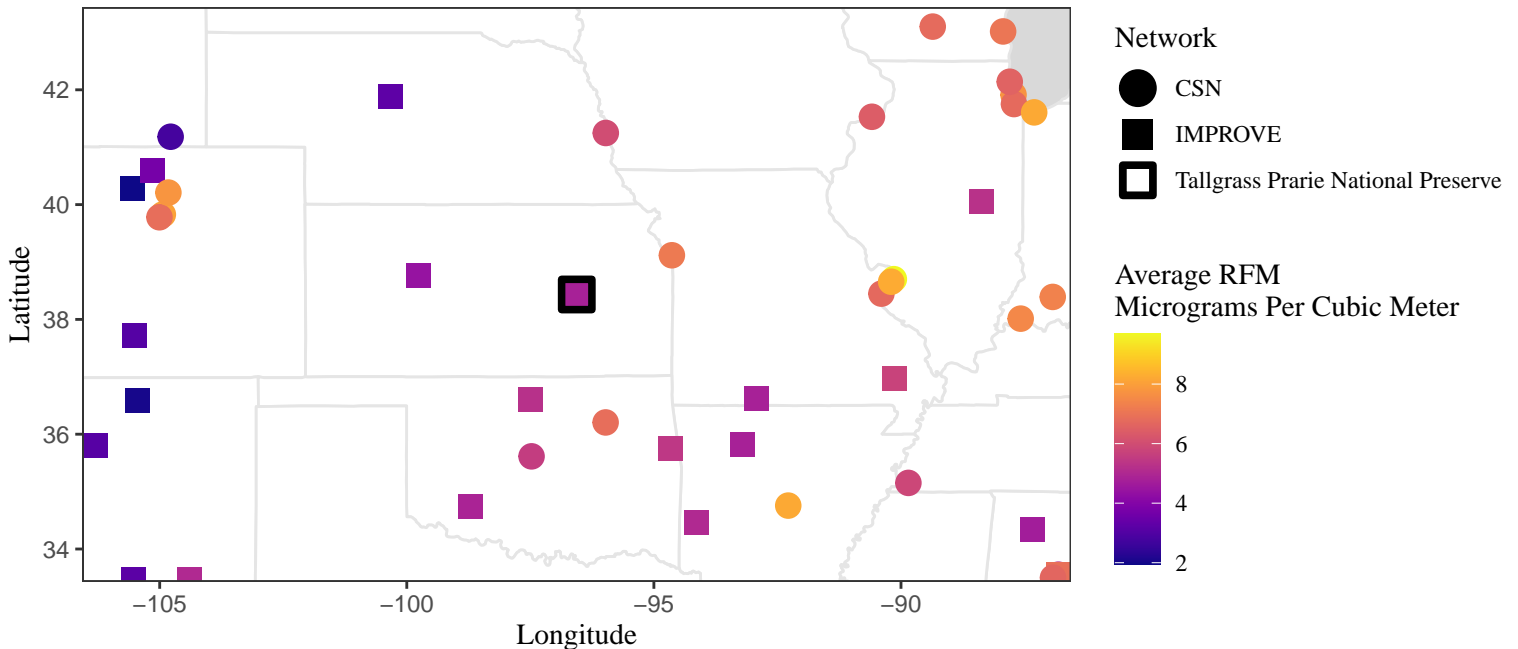 42
40
38
36
34
Latitude
−105
−100
−95
−90
Longitude
Network
CSN
IMPROVE
Tallgrass Prarie National Preserve
Average RFM
Micrograms Per Cubic Meter
8
6
4
2